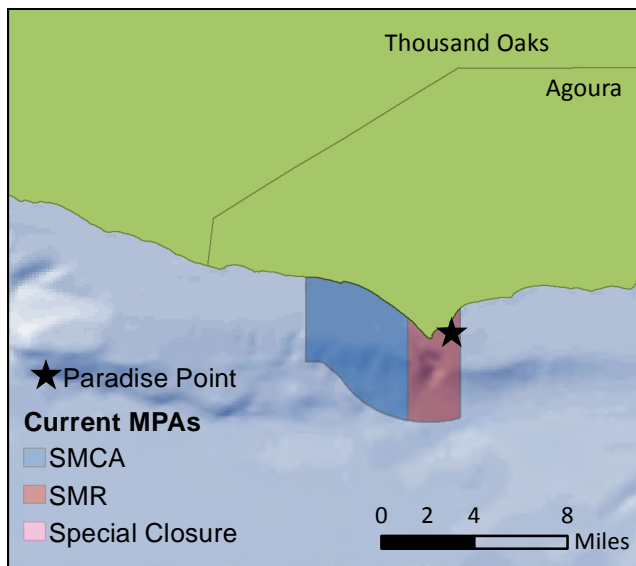 Thousand Oaks
Agoura
Paradise Point
Current MPAs
SMCA
SMR
Special Closure
0 2 4 8
Miles